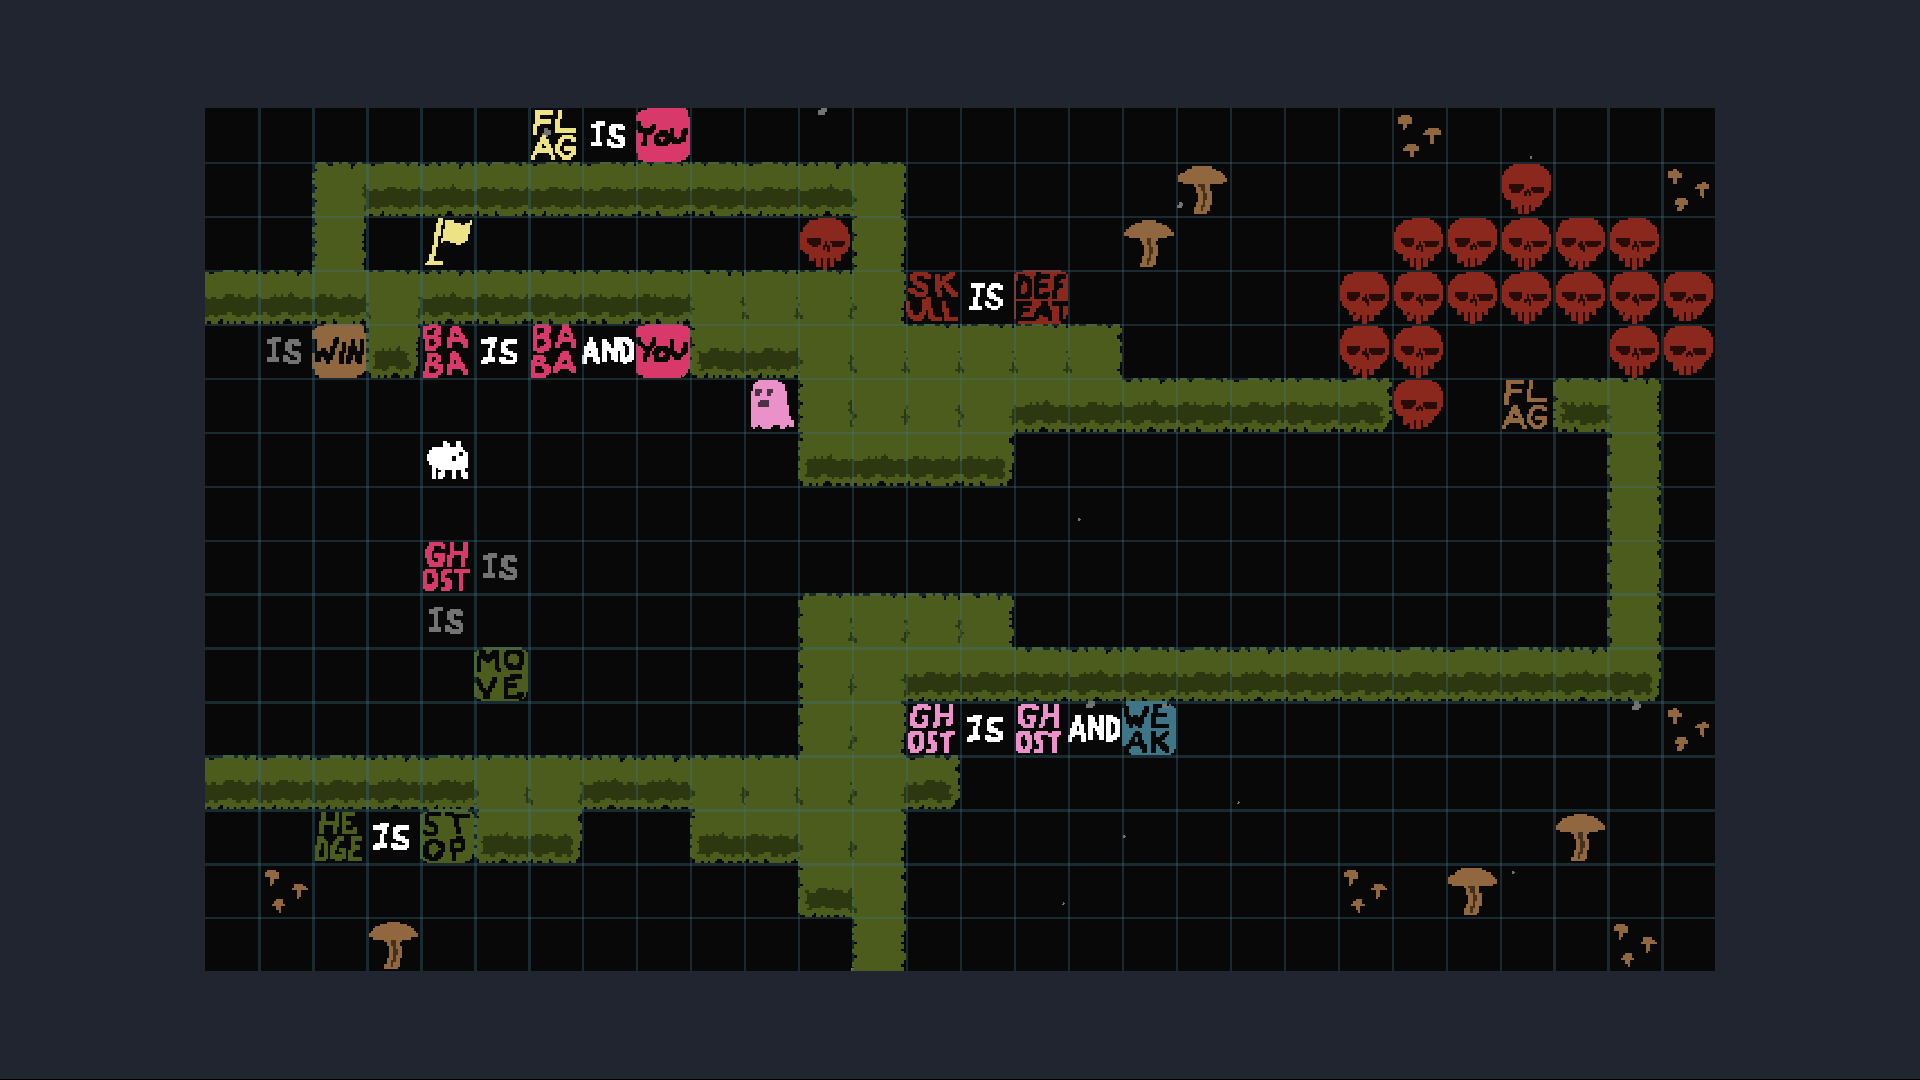 FLAG IS YOU
SKULL IS DEFEAT
IS WIN BABA IS BABA AND YOU
FLAG
GHOST IS
IS
MOVE
GHOST IS GHOST AND WEAK
HEDGE IS STOP